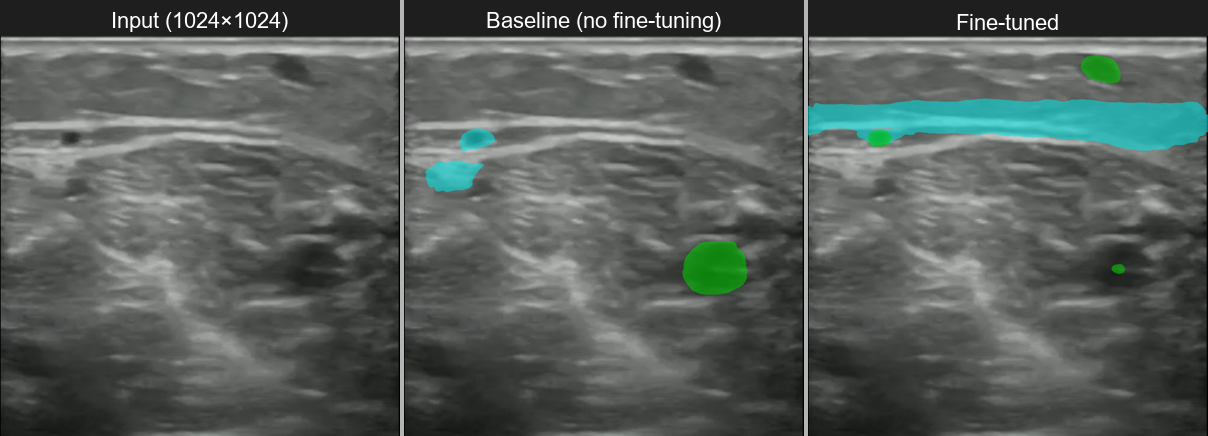 Input (1024×1024)
Baseline (no fine-tuning)
Fine-tuned